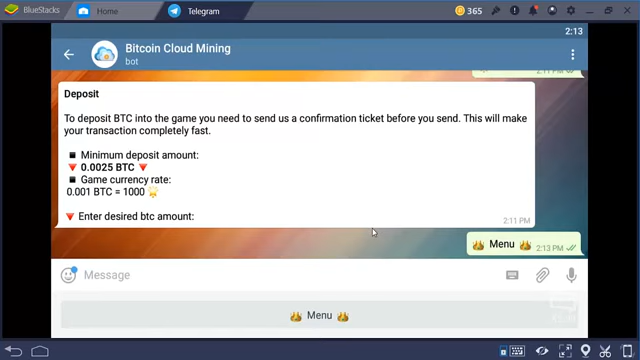 BlueStacks
Home
Telegram
365
2:13
Bitcoin Cloud Mining
bot
2:11 PM
Deposit
To deposit BTC into the game you need to send us a confirmation ticket before you send. This will make
your transaction completely fast.
Minimum deposit amount:
0.0025 BTC
Game currency rate:
0.001 BTC = 1000
Enter desired btc amount:
2:11 PM
Menu
2:13 PM
Message
Menu